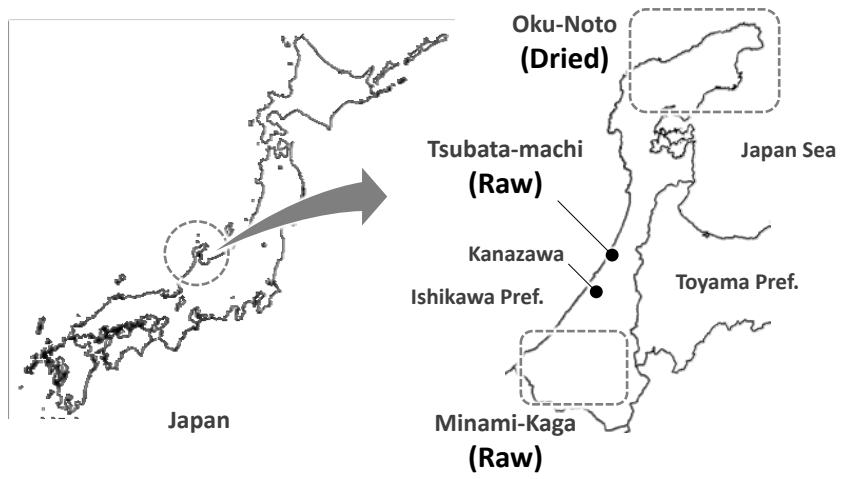 Oku-Noto
(Dried)
Tsubata-machi
(Raw)
Japan Sea
Kanazawa
Ishikawa Pref.
Toyama Pref.
Japan
Minami-Kaga
(Raw)